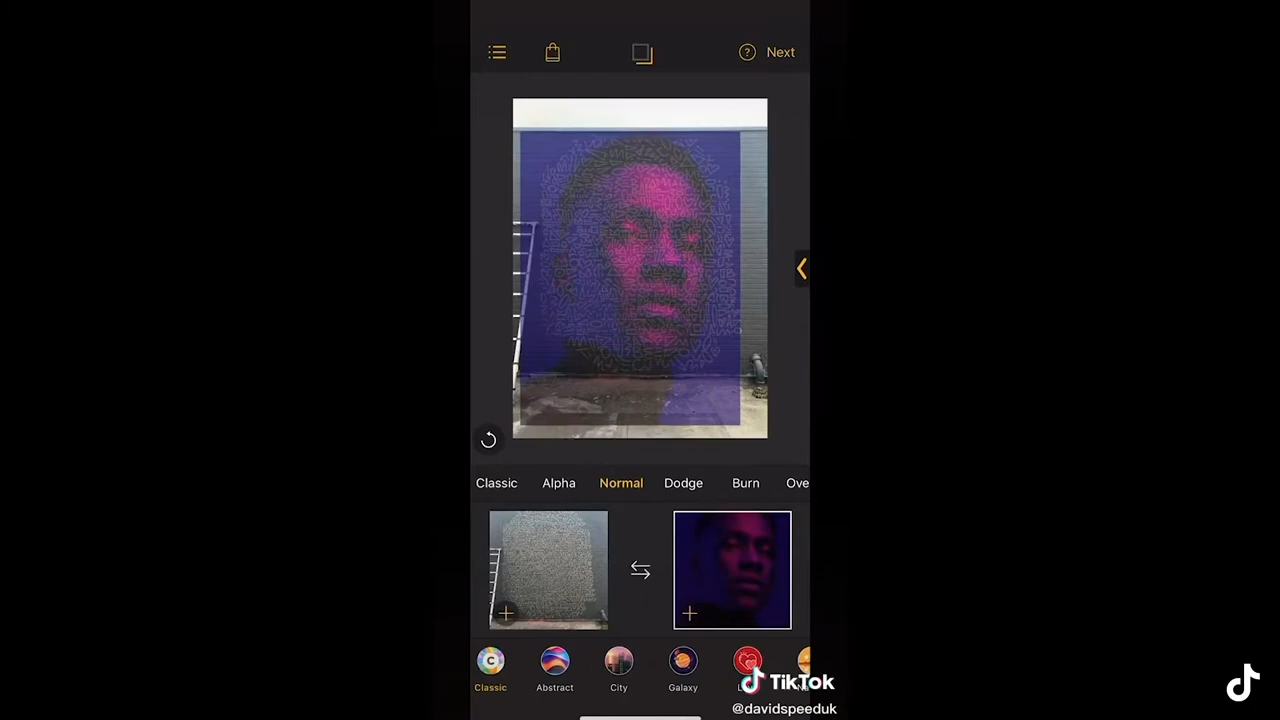 ? Next
Classic Alpha Normal Dodge Burn Ove
C
Classic Abstract City Galaxy
TikTok
@davidspeeduk